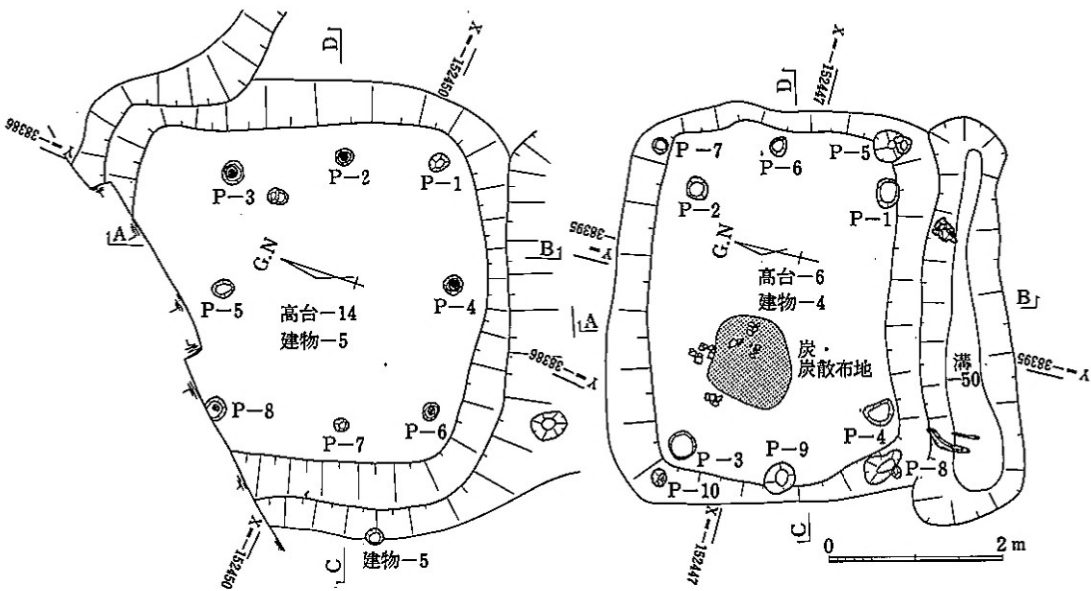 D
X=-152450
Y=-38386
P-3
P-2
P-1
A
G.N
B
P-5
高台-14
建物-5
P-4
A
Y=-38386
P-8
P-7
P-6
X=-152450
C
建物-5
D
X=-152447
P-7
P-6
P-5
P-2
P-1
Y=-38395
G.N
高台-6
建物-4
B
炭・
炭散布地
溝
-50
Y=-38395
P-4
P-3
P-9
P-8
P-10
X=-152447
C
0 2m